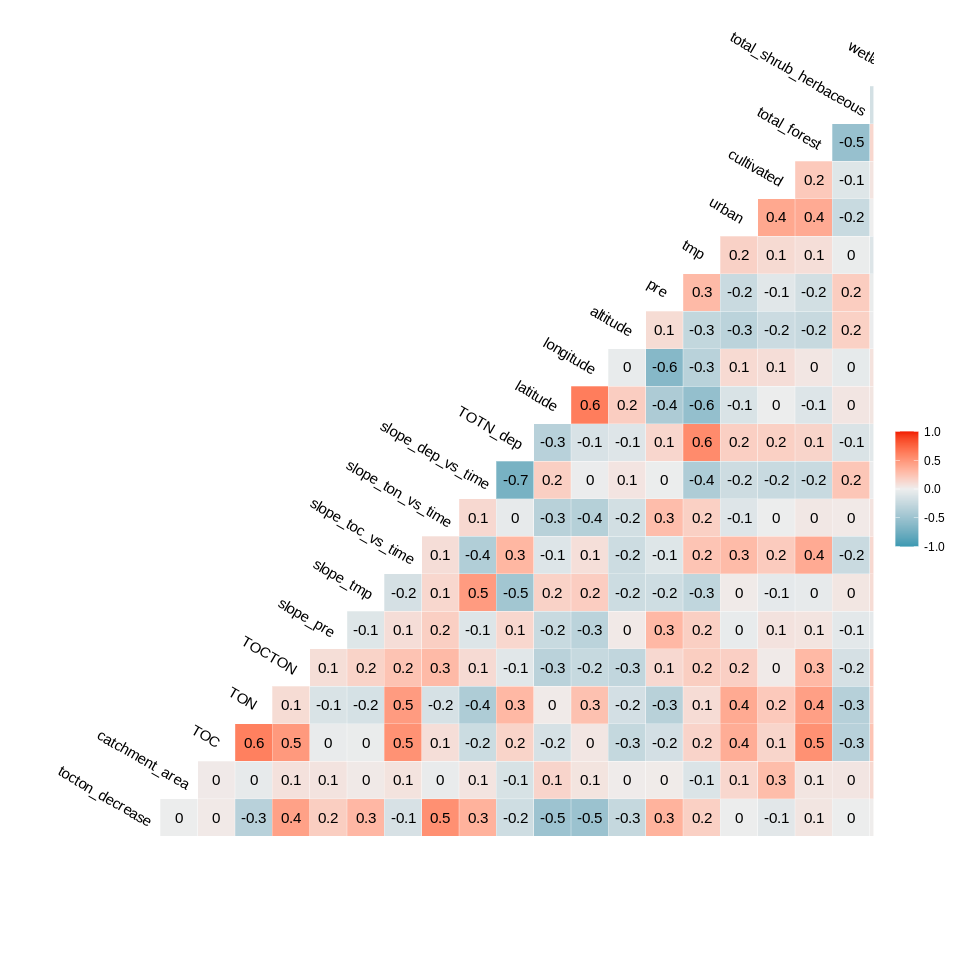 total_shrub_herbaceous
total_forest -0.5
cultivated 0.2 -0.1
urban 0.4 0.4 -0.2
tmp 0.2 0.1 0.1 0
pre 0.3 -0.2 -0.1 -0.2 0.2
altitude 0.1 -0.3 -0.3 -0.2 -0.2 0.2
longitude 0 -0.6 -0.3 0.1 0.1 0 0
latitude 0.6 0.2 -0.4 -0.6 -0.1 0 -0.1 0
TOTN_dep -0.3 -0.1 -0.1 0.1 0.6 0.2 0.2 0.1 -0.1
slope_dep_vs_time -0.7 0.2 0 0.1 0 -0.4 -0.2 -0.2 -0.2 0.2
slope_ton_vs_time 0.1 0 -0.3 -0.4 -0.2 0.3 0.2 -0.1 0 0 0
slope_toc_vs_time 0.1 -0.4 0.3 -0.1 0.1 -0.2 -0.1 0.2 0.3 0.2 0.4 -0.2
slope_tmp -0.2 0.1 0.5 -0.5 0.2 0.2 -0.2 -0.2 -0.3 0 -0.1 0 0
slope_pre -0.1 0.1 0.2 -0.1 0.1 -0.2 -0.3 0 0.3 0.2 0 0.1 0.1 -0.1
TOCTON 0.1 0.2 0.2 0.3 0.1 -0.1 -0.3 -0.2 -0.3 0.1 0.2 0.2 0 0.3 -0.2
TON 0.1 -0.1 -0.2 0.5 -0.2 -0.4 0.3 0 0.3 -0.2 -0.3 0.1 0.4 0.2 0.4 -0.3
TOC 0.6 0.5 0 0 0.5 0.1 -0.2 0.2 -0.2 0 -0.3 -0.2 0.2 0.4 0.1 0.5 -0.3
catchment_area 0 0 0.1 0.1 0 0.1 0 0.1 -0.1 0.1 0.1 0 0 -0.1 0.1 0.3 0.1 0
tocton_decrease 0 0 -0.3 0.4 0.2 0.3 -0.1 0.5 0.3 -0.2 -0.5 -0.5 -0.3 0.3 0.2 0 -0.1 0.1 0
1.0
0.5
0.0
-0.5
-1.0